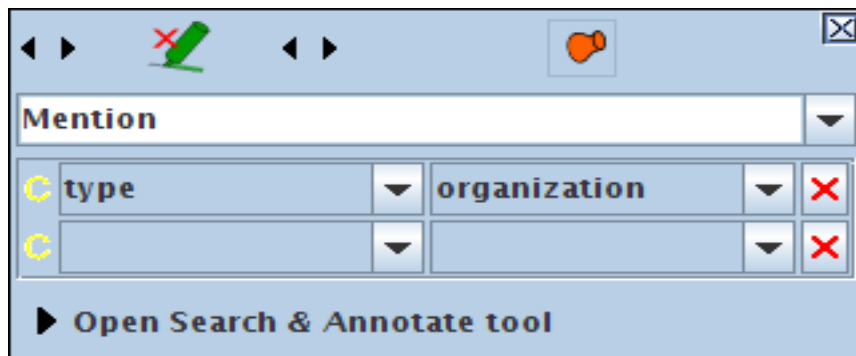 Mention
C type organization
C
Open Search & Annotate tool